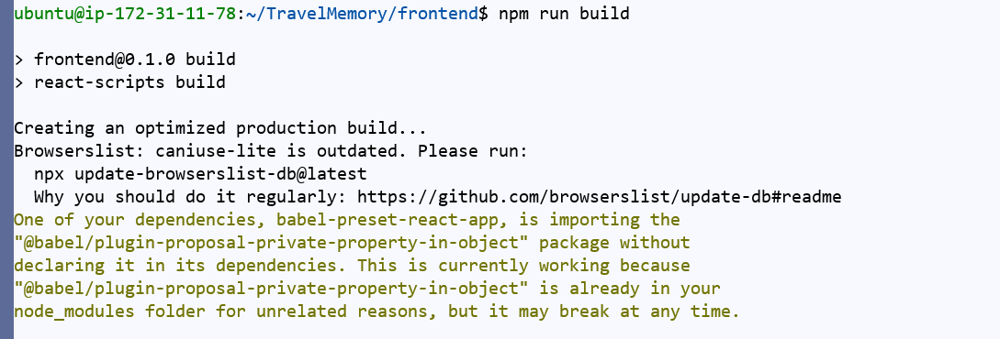 ubuntu@ip-172-31-11-78:~/TravelMemory/frontend$ npm run build
> frontend@0.1.0 build
> react-scripts build
Creating an optimized production build...
Browserslist: caniuse-lite is outdated. Please run:
  npx update-browserslist-db@latest
  Why you should do it regularly: https://github.com/browserslist/update-db#readme
One of your dependencies, babel-preset-react-app, is importing the
"@babel/plugin-proposal-private-property-in-object" package without
declaring it in its dependencies. This is currently working because
"@babel/plugin-proposal-private-property-in-object" is already in your
node_modules folder for unrelated reasons, but it may break at any time.